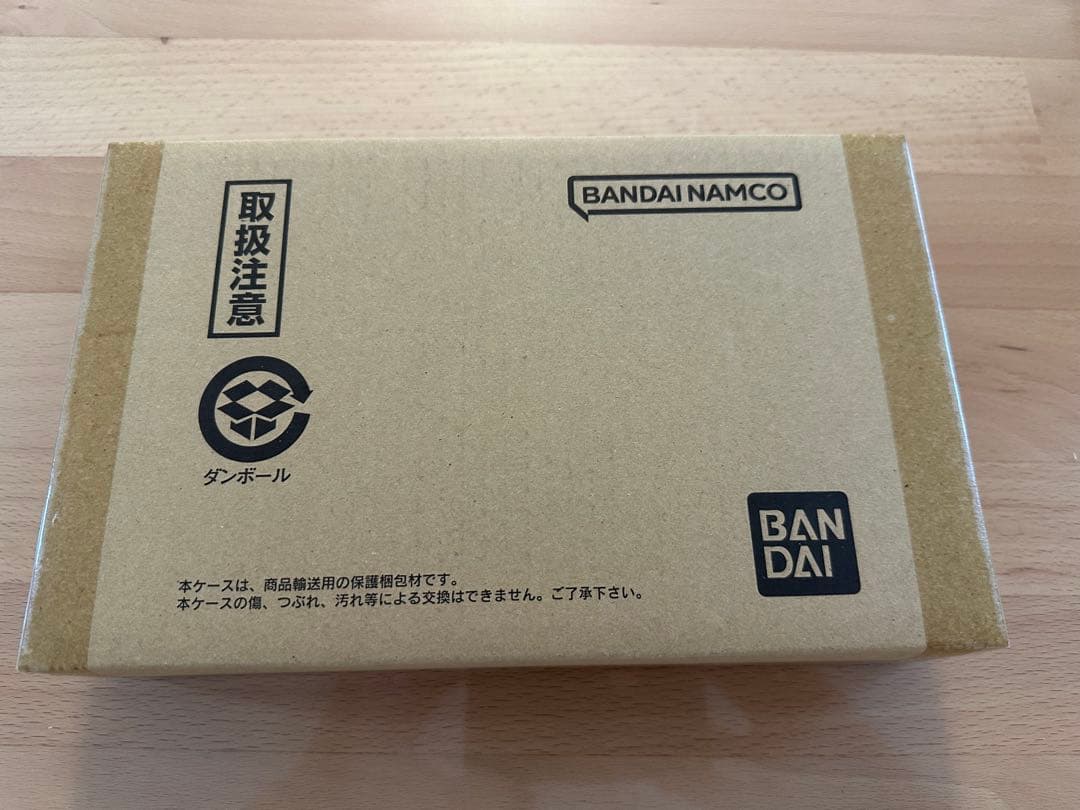 取扱注意
BANDAI NAMCO
ダンボール
BAN
DAI
本ケースは、商品輸送用の保護梱包材です。
本ケースの傷、つぶれ、汚れ等による交換はできません。ご了承下さい。